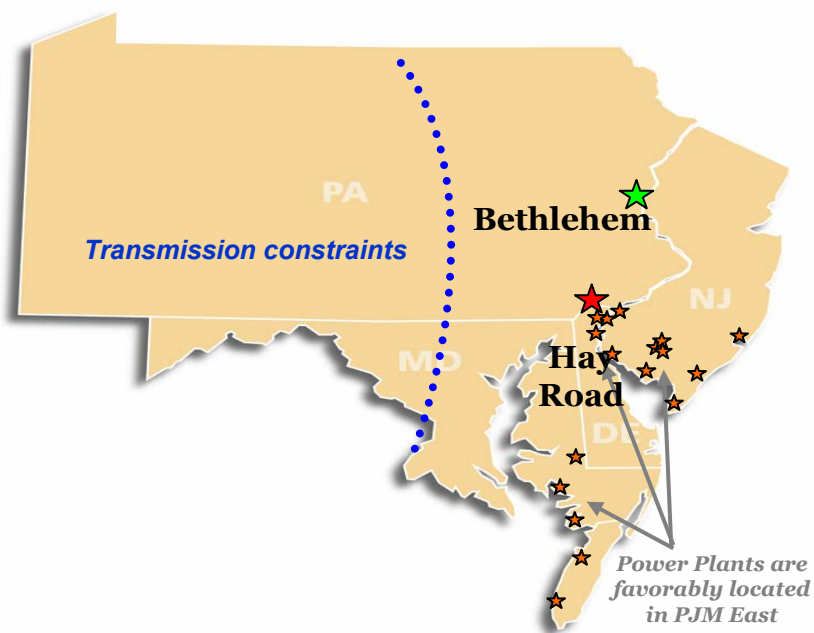 PA
Bethlehem
Transmission constraints
NJ
MD
Hay
Road
DE
Power Plants are
favorably located
in PJM East